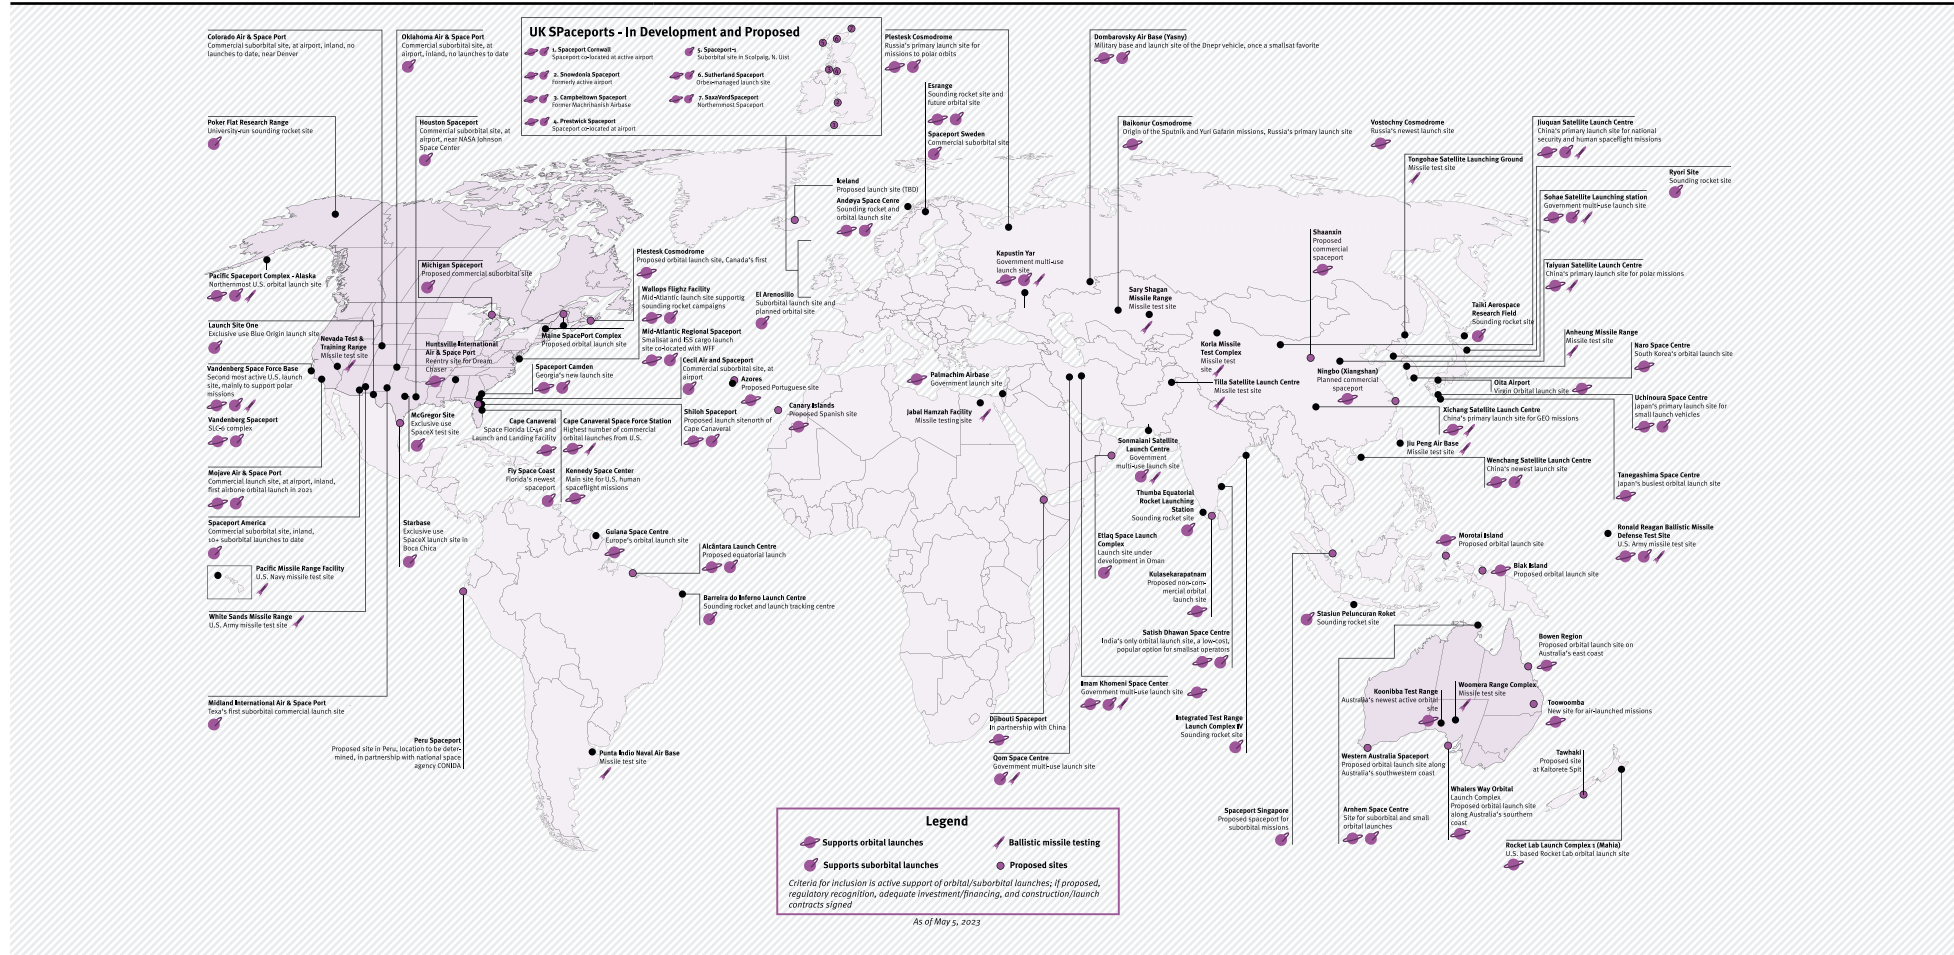 Colorado Air & Space Port
Commercial suborbital site, at airport, inland, no
launches to date, near Denver
Oklahoma Air & Space Port
Commercial suborbital site, at
airport, inland, no launches to date
UK SPaceports - In Development and Proposed
1. Spaceport Cornwall
Spaceport co-located at active airport
2. Snowdonia Spaceport
Formerly active airport
3. Campbeltown Spaceport
Former Machrihanish Airbase
4. Prestwick Spaceport
Spaceport co-located at airport
5. Spaceport-1
Suborbital site in Scolpaig, N. Uist
6. Sutherland Spaceport
Orbex-managed launch site
7. SaxaVordSpaceport
Northernmost Spaceport
Plestesk Cosmodrome
Russia's primary launch site for
missions to polar orbits
Dombarovsky Air Base (Yasny)
Military base and launch site of the Dnepr vehicle, once a smallsat favorite
Esrange
Sounding rocket site and
future orbital site
Spaceport Sweden
Commercial suborbital site
Poker Flat Research Range
University-run sounding rocket site
Houston Spaceport
Commercial suborbital site, at
airport, near NASA Johnson
Space Center
Baikonur Cosmodrome
Origin of the Sputnik and Yuri Gafarin missions, Russia's primary launch site
Vostochny Cosmodrome
Russia's newest launch site
Jiuquan Satellite Launch Centre
China's primary launch site for national
security and human spaceflight missions
Tongohae Satellite Launching Ground
Missile test site
Ryori Site
Sounding rocket site
Iceland
Proposed launch site (TBD)
Andøya Space Cenre
Sounding rocket and
orbital launch site
Sohae Satellite Launching station
Government multi-use launch site
Shaanxin
Proposed
commercial
spaceport
Pacific Spaceport Complex - Alaska
Northernmost U.S. orbital launch site
Michigan Spaceport
Proposed commercial suborbital site
Plestesk Cosmodrome
Proposed orbital launch site, Canada's first
Kapustin Yar
Government multi-use
launch site
Taiyuan Satellite Launch Centre
China's primary launch site for polar missions
Wallops Flighz Facility
Mid-Atlantic launch site supportig
sounding rocket campaigns
El Arenosillo
Suborbital launch site and
planned orbital site
Sary Shagan
Missile Range
Missile test site
Taiki Aerospace
Research Field
Sounding rocket site
Launch Site One
Exclusive use Blue Origin launch site
Nevada Test &
Training Range
Missile test site
Huntsville International
Air & Space Port
Reentry site for Dream
Chaser
Maine SpacePort Complex
Proposed orbital launch site
Mid-Atlantic Regional Spaceport
Smallsat and ISS cargo launch
site co-located with WFF
Korla Missile
Test Complex
Missile test
site
Anheung Missile Range
Missile test site
Naro Space Centre
South Korea's orbital launch site
Vandenberg Space Force Base
Second most active U.S. launch
site, mainly to support polar
missions
Spaceport Camden
Georgia's new launch site
Cecil Air and Spaceport
Commercial suborbital site, at
airport
Azores
Proposed Portuguese site
Palmachim Airbase
Government launch site
Tilla Satellite Launch Centre
Missile test site
Ningbo (Xiangshan)
Planned commercial
spaceport
Oita Airport
Virgin Orbital launch site
Uchinoura Space Centre
Japan's primary launch site for
small launch vehicles
Vandenberg Spaceport
SLC-6 complex
McGregor Site
Exclusive use
SpaceX test site
Cape Canaveral
Space Florida LC-46 and
Launch and Landing Facility
Cape Canaveral Space Force Station
Highest number of commercial
orbital launches from U.S.
Shiloh Spaceport
Proposed launch sitenorth of
Cape Canaveral
Canary Islands
Proposed Spanish site
Jabal Hamzah Facility
Missile testing site
Xichang Satellite Launch Centre
China's primary launch site for GEO missions
Sonmaiani Satellite
Launch Centre
Government
multi-use launch site
Jiu Peng Air Base
Missile test site
Wenchang Satellite Launch Centre
China's newest launch site
Tanegashima Space Centre
Japan's busiest orbital launch site
Mojave Air & Space Port
Commercial launch site, at airport, inland,
first airbone orbital launch in 2021
Fly Space Coast
Florida's newest
spaceport
Kennedy Space Center
Main site for U.S. human
spaceflight missions
Thumba Equatorial
Rocket Launching
Station
Sounding rocket site
Spaceport America
Commercial suborbital site, inland,
10+ suborbital launches to date
Starbase
Exclusive use
SpaceX launch site in
Boca Chica
Guiana Space Centre
Europe's orbital launch site
Alcântara Launch Centre
Proposed equatorial launch
Etlaq Space Launch
Complex
Launch site under
development in Oman
Morotai Island
Proposed orbital launch site
Ronald Reagan Ballistic Missile
Defense Test Site
U.S. Army missile test site
Pacific Missile Range Facility
U.S. Navy missile test site
Kulasekarapatnam
Proposed non-com-
mercial orbital
launch site
Biak Island
Proposed orbital launch site
White Sands Missile Range
U.S. Army missile test site
Barreira do Inferno Launch Centre
Sounding rocket and launch tracking centre
Stasiun Peluncuran Roket
Sounding rocket site
Satish Dhawan Space Centre
India's only orbital launch site, a low-cost,
popular option for smallsat operators
Bowen Region
Proposed orbital launch site on
Australia's east coast
Imam Khomeni Space Center
Government multi-use launch site
Koonibba Test Range
Australia's newest active orbital
site
Woomera Range Complex
Missile test site
Toowoomba
New site for air-launched missions
Midland International Air & Space Port
Texa's first suborbital commercial launch site
Djibouti Spaceport
In partnership with China
Integrated Test Range
Launch Complex IV
Sounding rocket site
Peru Spaceport
Proposed site in Peru, location to be deter-
mined, in partnership with national space
agency CONIDA
Punta Indio Naval Air Base
Missile test site
Qom Space Centre
Government multi-use launch site
Western Australia Spaceport
Proposed orbital launch site along
Australia's southwestern coast
Tawhaki
Proposed site
at Kaitorete Spit
Whalers Way Orbital
Launch Complex
Proposed orbital launch site
along Australia's sourthem
coast
Spaceport Singapore
Proposed spaceport for
suborbital missions
Arnhem Space Centre
Site for suborbital and small
orbital launches
Rocket Lab Launch Complex 1 (Mahia)
U.S. based Rocket Lab orbital launch site
Legend
Supports orbital launches
Ballistic missile testing
Supports suborbital launches
Proposed sites
Criteria for inclusion is active support of orbital/suborbital launches; if proposed,
regulatory recognition, adequate investment/financing, and construction/launch
contracts signed
As of May 5, 2023